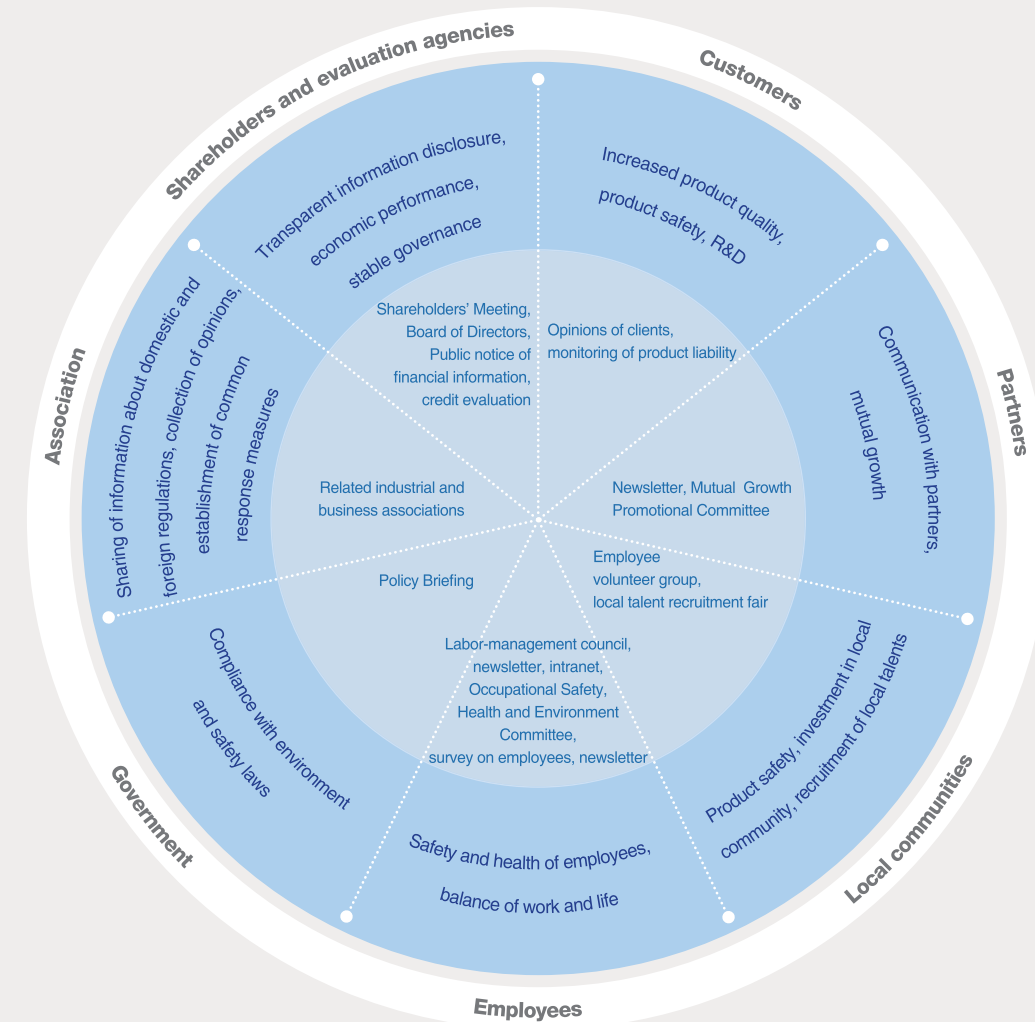 Shareholders and evaluation agencies
Transparent information disclosure,
economic performance,
stable governance
Shareholders’ Meeting,
Board of Directors,
Public notice of
financial information,
credit evaluation
Customers
Increased product quality,
product safety, R&D
Opinions of clients,
monitoring of product liability
Partners
Communication with partners,
mutual growth
Newsletter, Mutual Growth
Promotional Committee
Local communities
Product safety, investment in local
community, recruitment of local talents
Employee
volunteer group,
local talent recruitment fair
Employees
Safety and health of employees,
balance of work and life
Labor-management council,
newsletter, intranet,
Occupational Safety,
Health and Environment
Committee,
survey on employees, newsletter
Government
Compliance with environment
and safety laws
Policy Briefing
Association
Sharing of information about domestic and
foreign regulations, collection of opinions,
establishment of common
response measures
Related industrial and
business associations